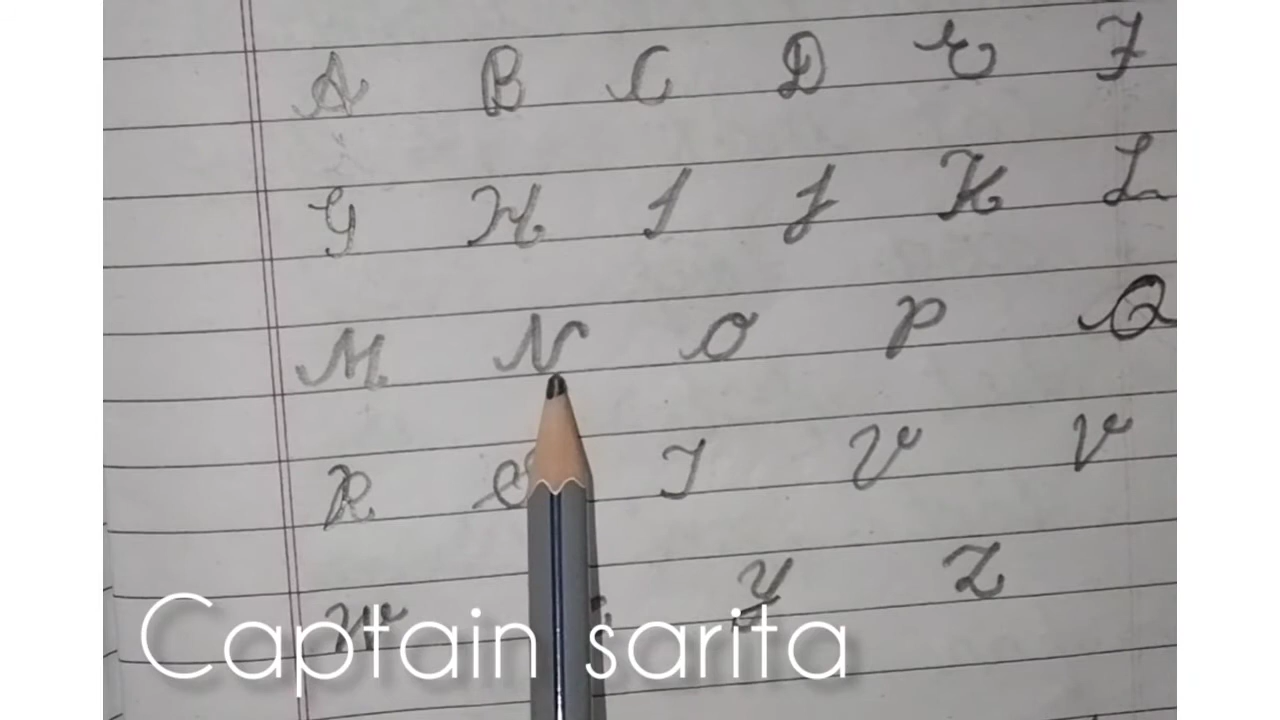 A B C D E F
G H I J K L
M N O P Q
R S T U V
W Y Z
Captain sarita